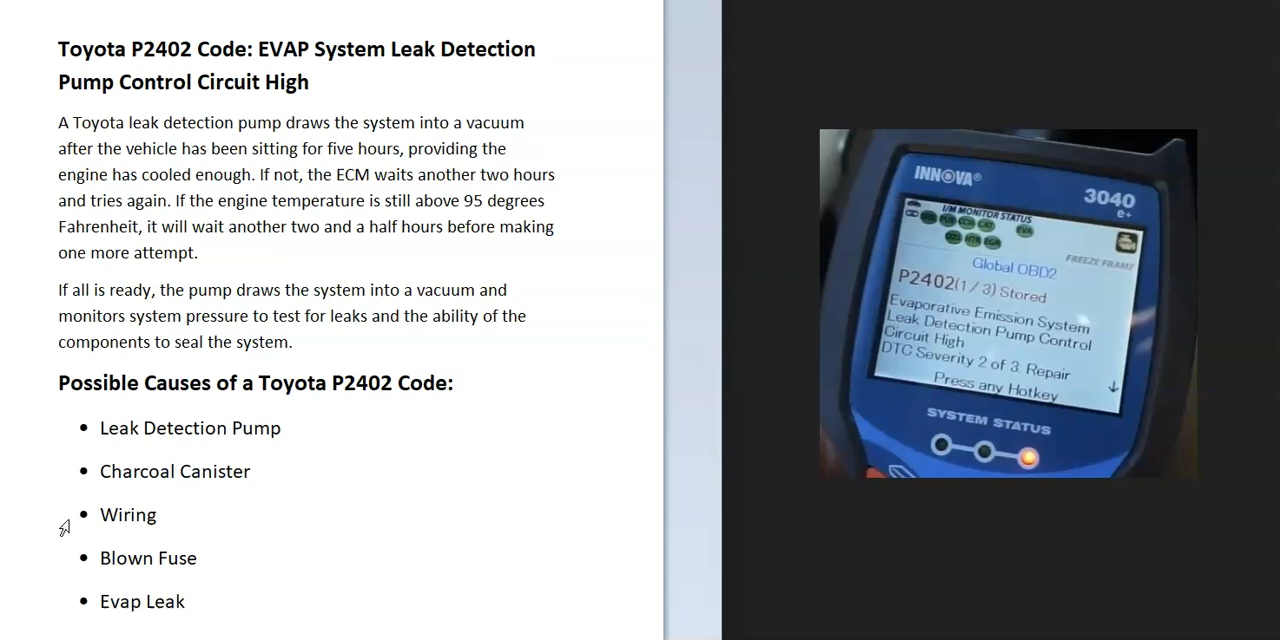 Toyota P2402 Code: EVAP System Leak Detection
Pump Control Circuit High
A Toyota leak detection pump draws the system into a vacuum
after the vehicle has been sitting for five hours, providing the
engine has cooled enough. If not, the ECM waits another two hours
and tries again. If the engine temperature is still above 95 degrees
Fahrenheit, it will wait another two and a half hours before making
one more attempt.
If all is ready, the pump draws the system into a vacuum and
monitors system pressure to test for leaks and the ability of the
components to seal the system.
Possible Causes of a Toyota P2402 Code:
• Leak Detection Pump
• Charcoal Canister
• Wiring
• Blown Fuse
• Evap Leak
INNOVA®
3040
e+
I/M MONITOR STATUS
CAT
EVA
O2S HTR EGR
FREEZE FRAME
Global OBD2
P2402(1/3) Stored
Evaporative Emission System
Leak Detection Pump Control
Circuit High
DTC Severity 2 of 3. Repair
Press any Hotkey
SYSTEM STATUS